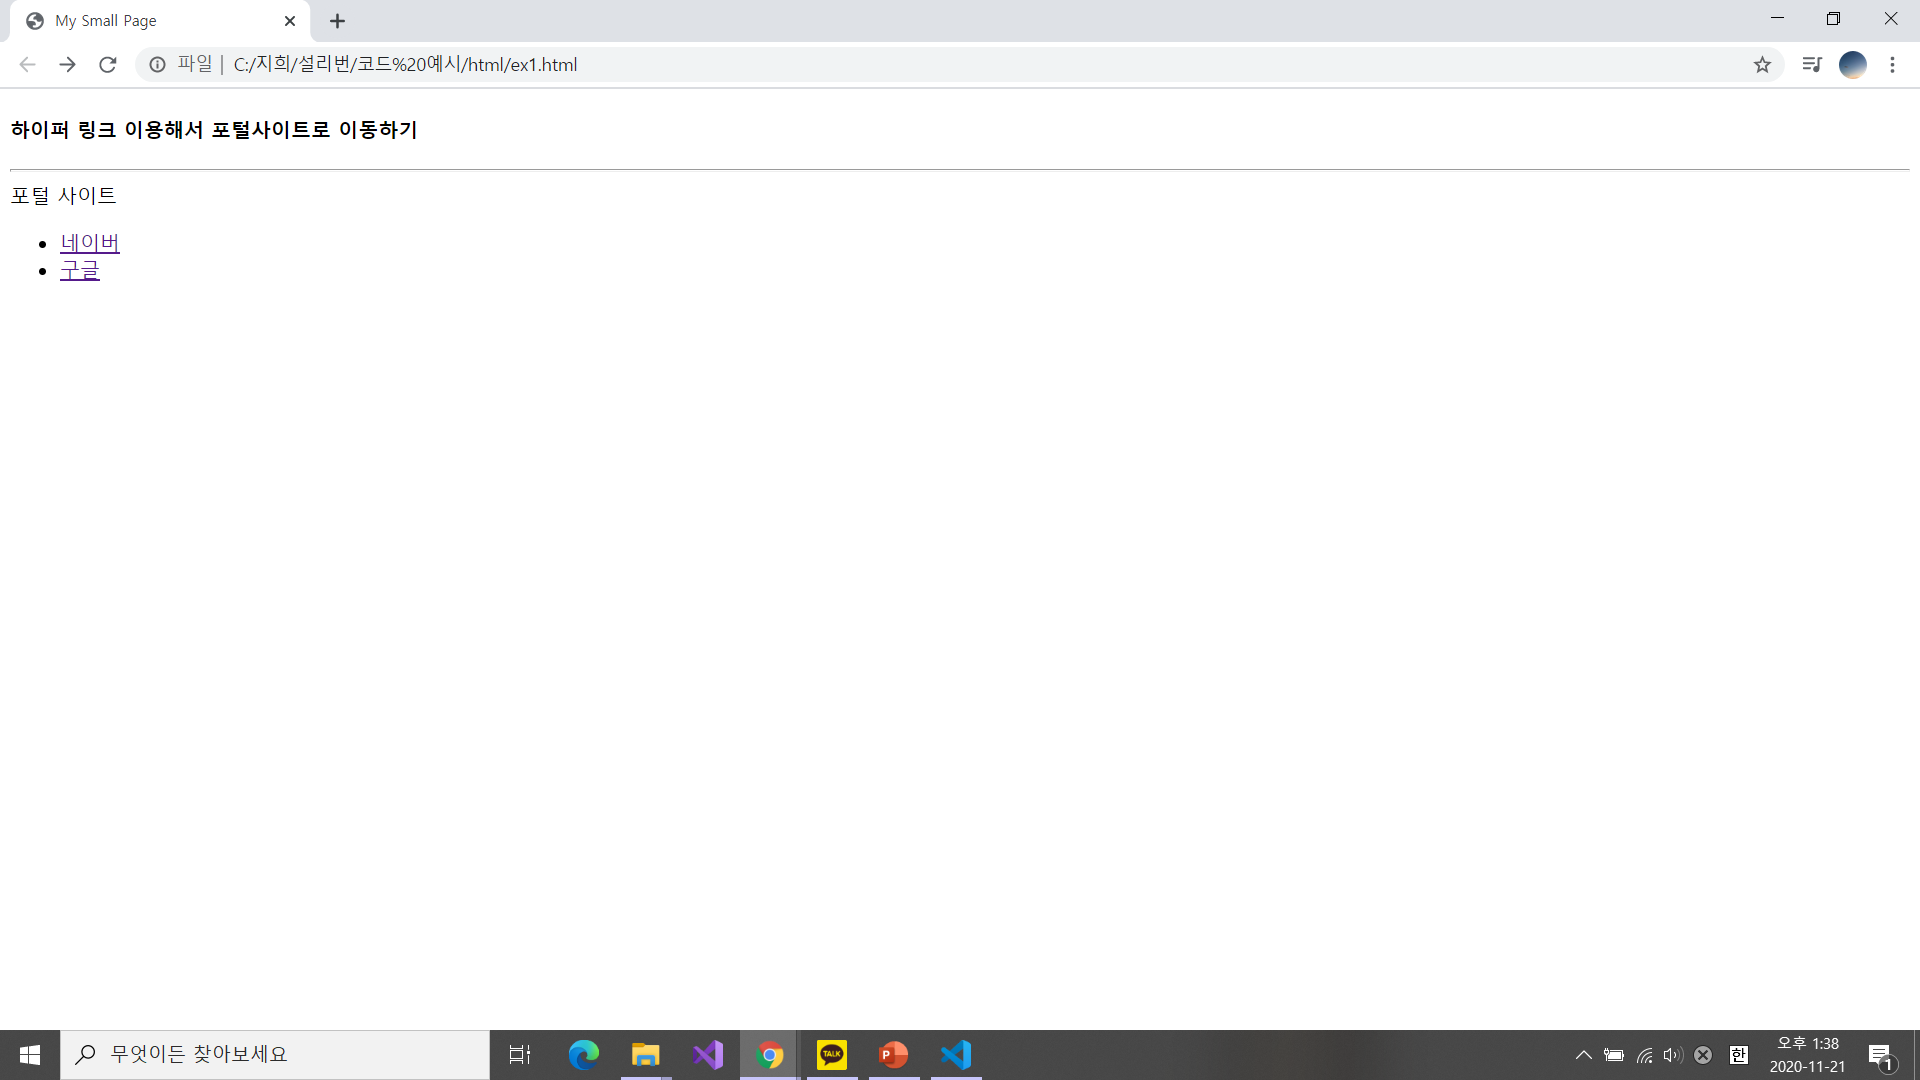 My Small Page
파일 | C:/지희/설리번/코드%20예시/html/ex1.html
하이퍼 링크 이용해서 포털사이트로 이동하기
포털 사이트
네이버
구글
무엇이든 찾아보세요
TALK
P
한
오후 1:38
2020-11-21
1